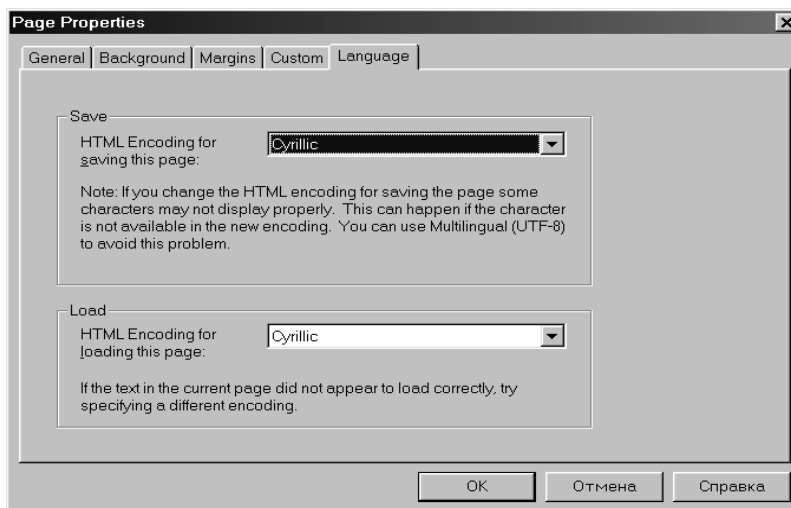 Page Properties
General Background Margins Custom Language
Save
HTML Encoding for
saving this page:
Cyrillic
Note: If you change the HTML encoding for saving the page some
characters may not display properly. This can happen if the character
is not available in the new encoding. You can use Multilingual (UTF-8)
to avoid this problem.
Load
HTML Encoding for
loading this page:
Cyrillic
If the text in the current page did not appear to load correctly, try
specifying a different encoding.
OK Отмена Справка